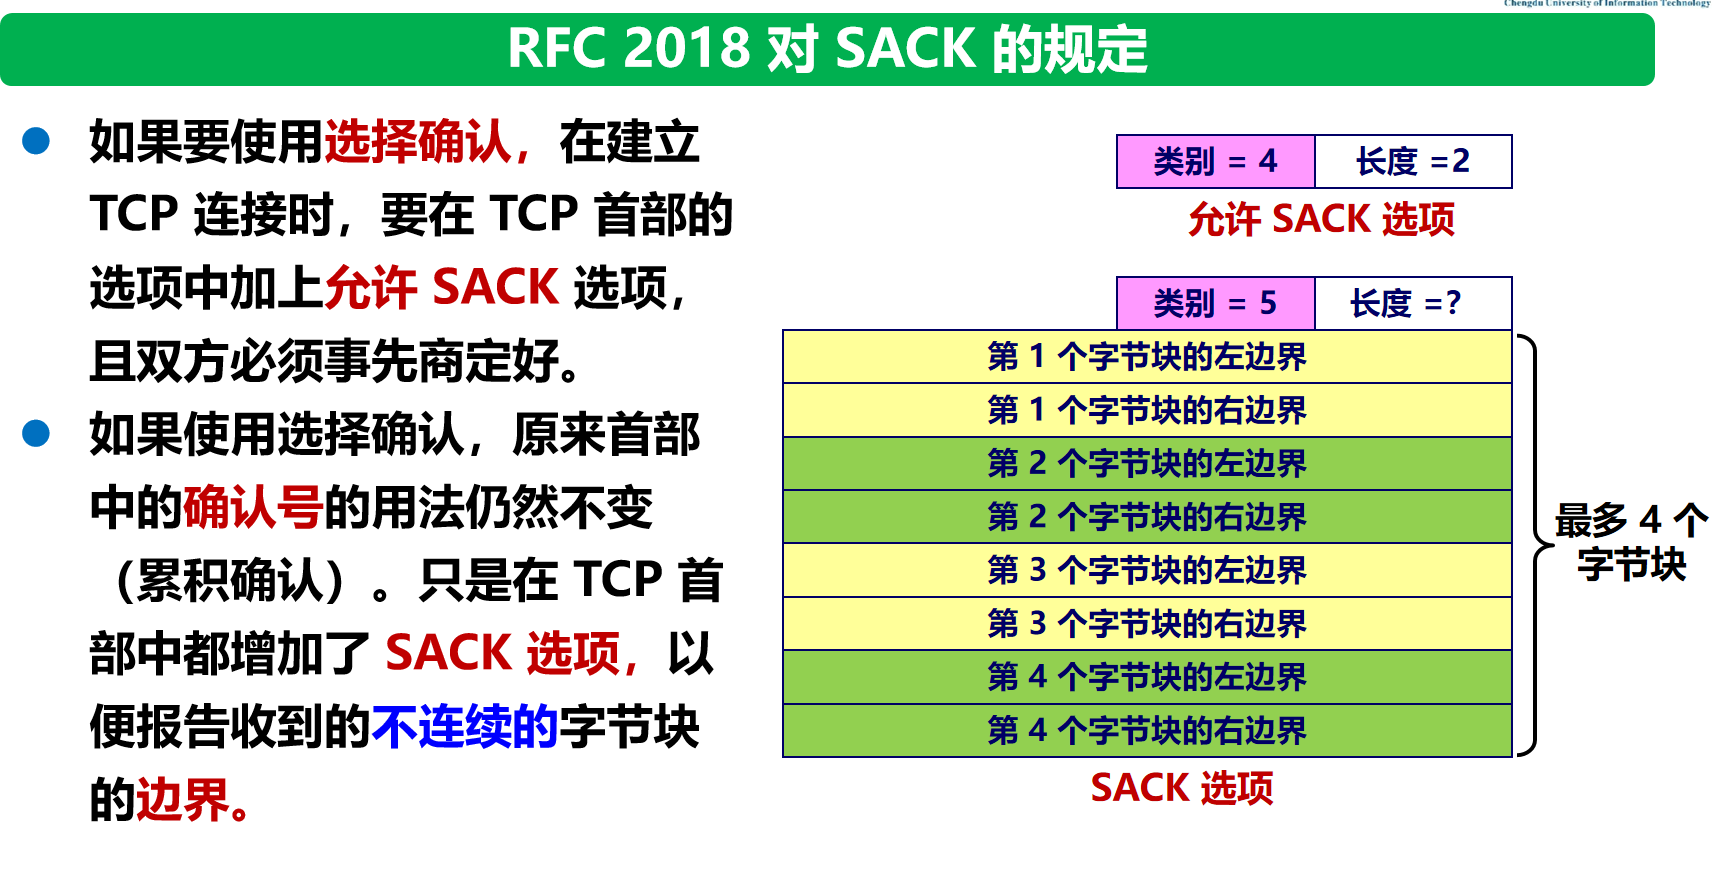 Chengdu University of Information Technology
RFC 2018 对 SACK 的规定
如果要使用选择确认，在建立
TCP 连接时，要在 TCP 首部的
选项中加上允许 SACK 选项，
且双方必须事先商定好。
如果使用选择确认，原来首部
中的确认号的用法仍然不变
（累积确认）。只是在 TCP 首
部中都增加了 SACK 选项，以
便报告收到的不连续的字节块
的边界。
类别 = 4 长度 =2
允许 SACK 选项
类别 = 5 长度 =?
第 1 个字节块的左边界
第 1 个字节块的右边界
第 2 个字节块的左边界
第 2 个字节块的右边界
第 3 个字节块的左边界
第 3 个字节块的右边界
第 4 个字节块的左边界
第 4 个字节块的右边界
最多 4 个
字节块
SACK 选项